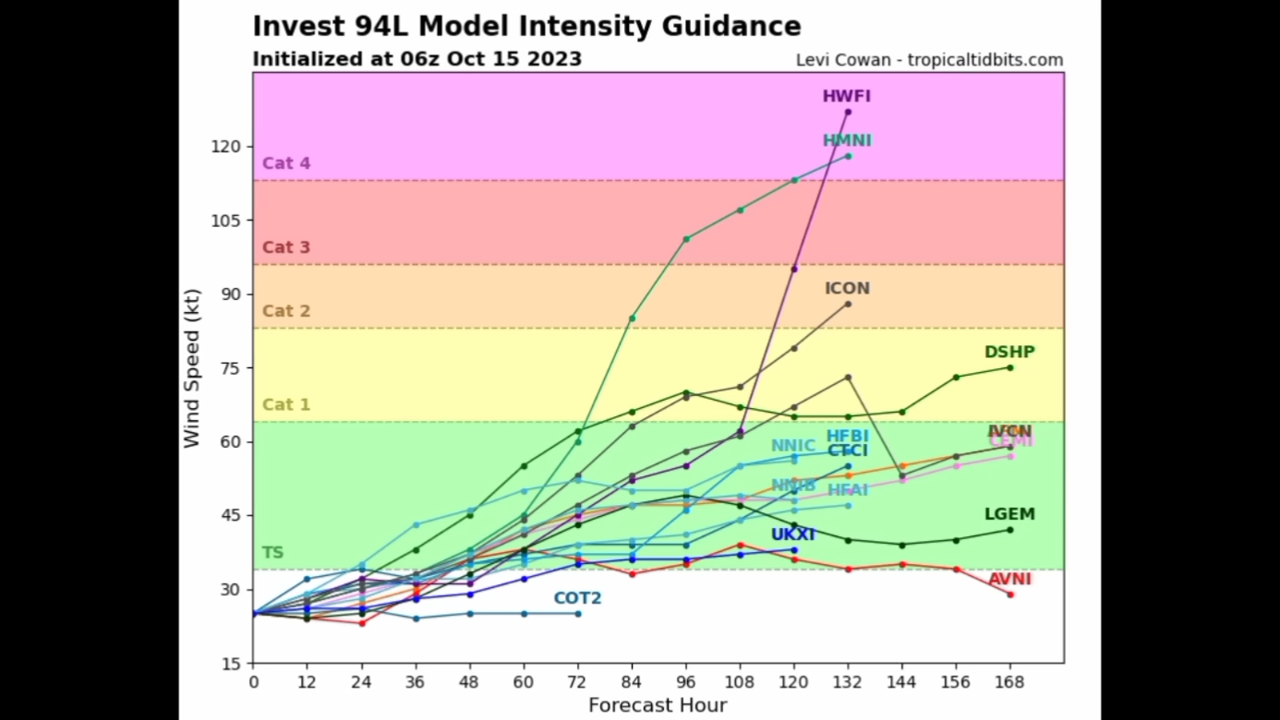 Invest 94L Model Intensity Guidance
Initialized at 06z Oct 15 2023
Levi Cowan - tropicaltidbits.com
HWFI
HMNI
120
Cat 4
105
Cat 3
90
ICON
Cat 2
75
DSHP
Cat 1
60
HFBI
IVCN
CEMI
NNIC
CTCI
NNIB
HFAI
45
LGEM
UKXI
TS
30
AVNI
COT2
15
0 12 24 36 48 60 72 84 96 108 120 132 144 156 168
Wind Speed (kt)
Forecast Hour